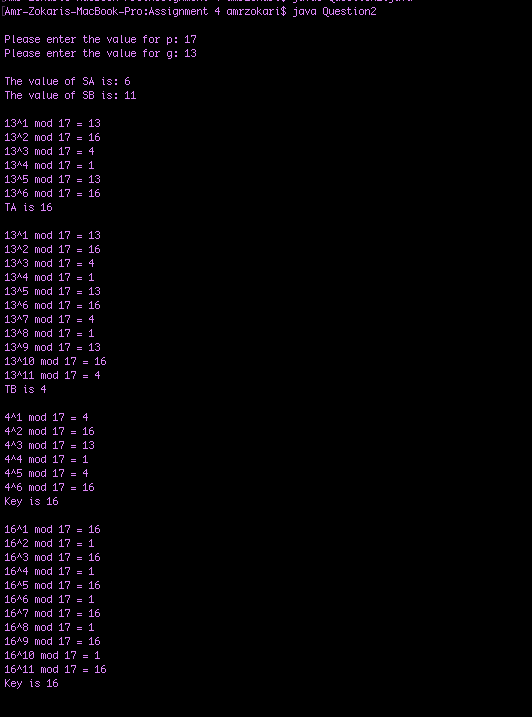 Amr-Zokaris-MacBook-Pro:Assignment 4 amrzokari$
Amr-Zokaris-MacBook-Pro:Assignment 4 amrzokari$ java Question2
Please enter the value for p: 17
Please enter the value for g: 13
The value of SA is: 6
The value of SB is: 11
13^1 mod 17 = 13
13^2 mod 17 = 16
13^3 mod 17 = 4
13^4 mod 17 = 1
13^5 mod 17 = 13
13^6 mod 17 = 16
TA is 16
13^1 mod 17 = 13
13^2 mod 17 = 16
13^3 mod 17 = 4
13^4 mod 17 = 1
13^5 mod 17 = 13
13^6 mod 17 = 16
13^7 mod 17 = 4
13^8 mod 17 = 1
13^9 mod 17 = 13
13^10 mod 17 = 16
13^11 mod 17 = 4
TB is 4
4^1 mod 17 = 4
4^2 mod 17 = 16
4^3 mod 17 = 13
4^4 mod 17 = 1
4^5 mod 17 = 4
4^6 mod 17 = 16
Key is 16
16^1 mod 17 = 16
16^2 mod 17 = 1
16^3 mod 17 = 16
16^4 mod 17 = 1
16^5 mod 17 = 16
16^6 mod 17 = 1
16^7 mod 17 = 16
16^8 mod 17 = 1
16^9 mod 17 = 16
16^10 mod 17 = 1
16^11 mod 17 = 16
Key is 16